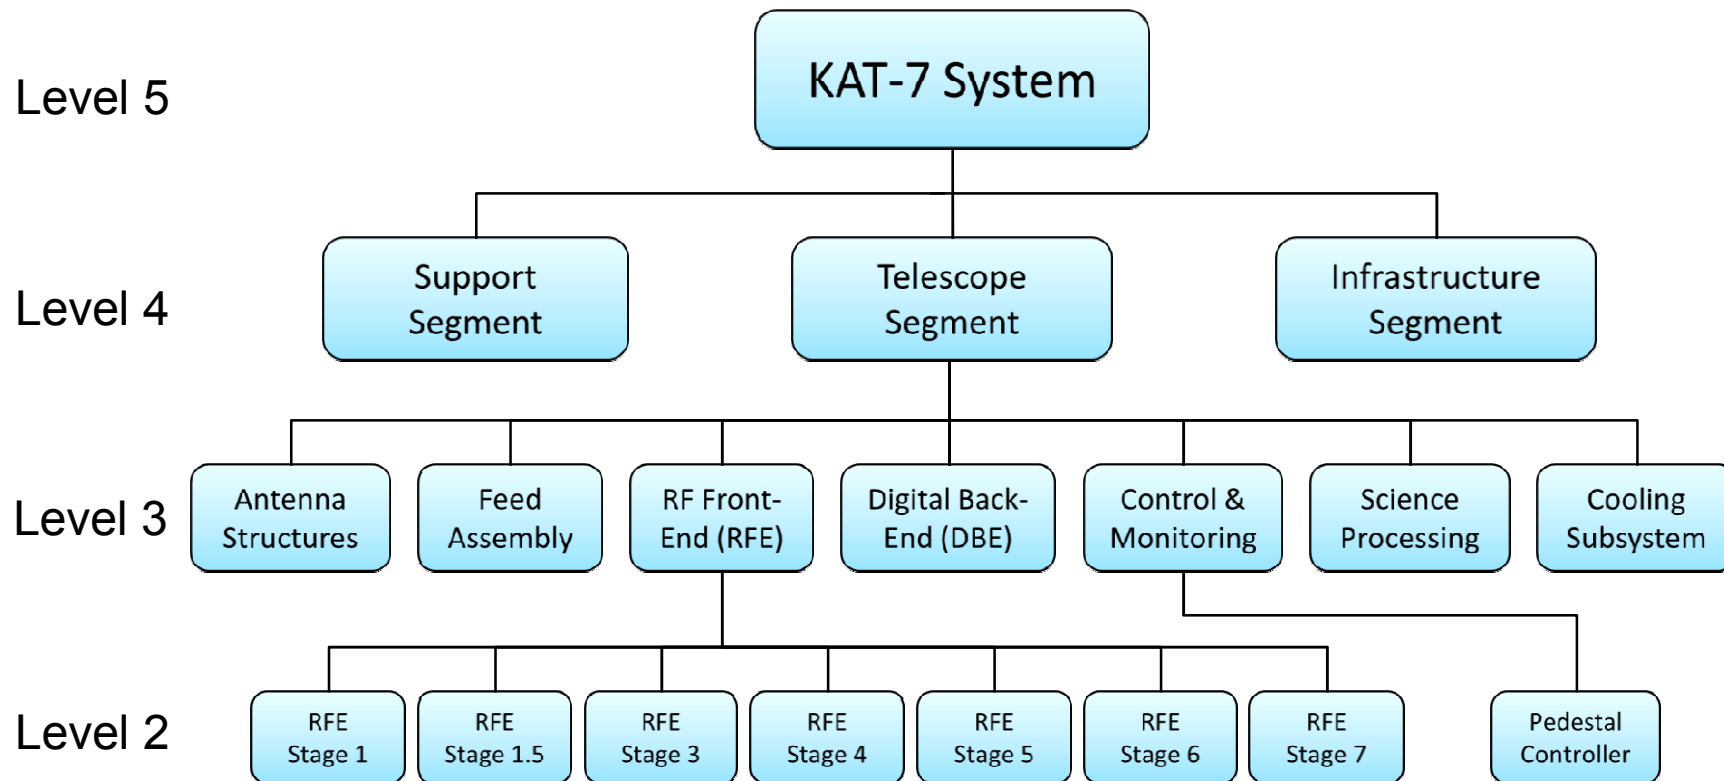 Level 5
KAT-7 System
Level 4
Support
Segment
Telescope
Segment
Infrastructure
Segment
Level 3
Antenna
Structures
Feed
Assembly
RF Front-
End (RFE)
Digital Back-
End (DBE)
Control &
Monitoring
Science
Processing
Cooling
Subsystem
Level 2
RFE
Stage 1
RFE
Stage 1.5
RFE
Stage 3
RFE
Stage 4
RFE
Stage 5
RFE
Stage 6
RFE
Stage 7
Pedestal
Controller